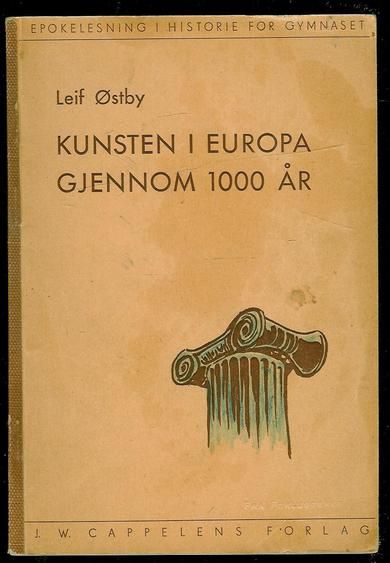 EPOKELESNING I HISTORIE FOR GYMNASET
Leif Østby
KUNSTEN I EUROPA
GJENNOM 1000 ÅR
J. W. CAPPELENS FORLAG